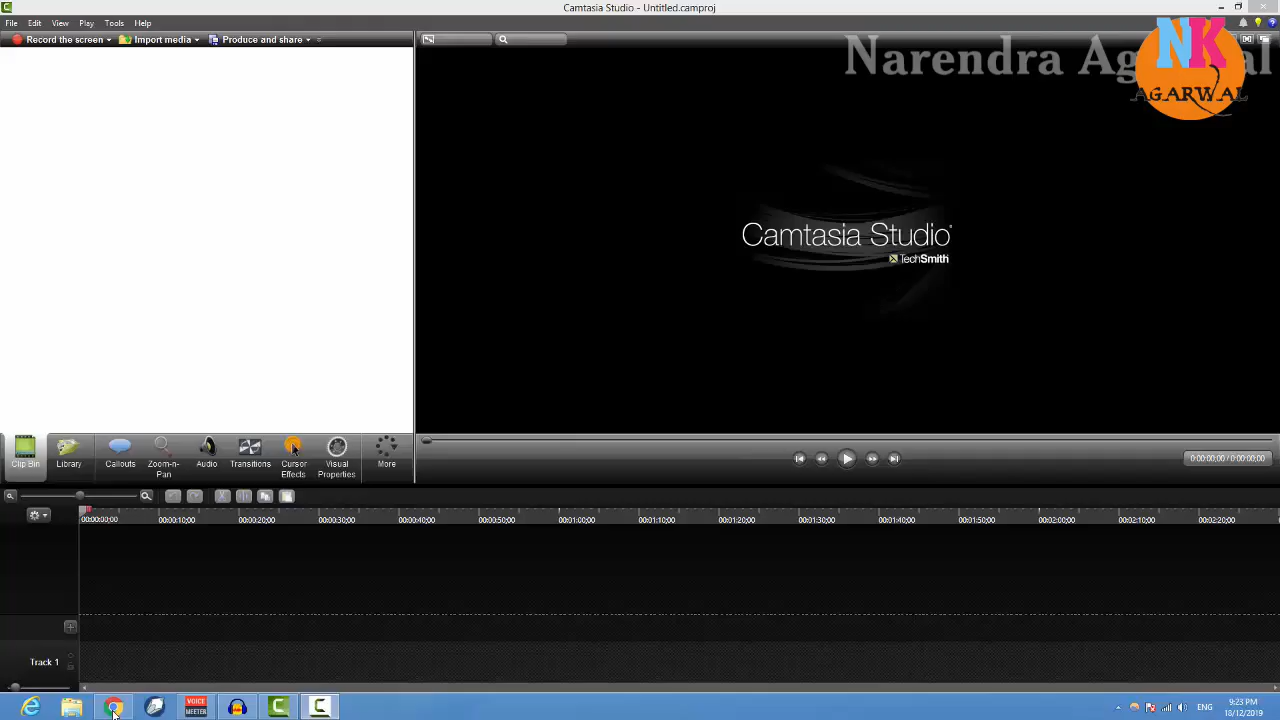 Camtasia Studio - Untitled.camproj
File Edit View Play Tools Help
Record the screen Import media Produce and share
Narendra Ag al
NK
AGARWAL
Camtasia Studio
TechSmith
Clip Bin Library Callouts Zoom-n-Pan Audio Transitions Cursor Effects Visual Properties More
0:00:00;00 / 0:00:00;00
00:00:00;00 00:00:10;00 00:00:20;00 00:00:30;00 00:00:40;00 00:00:50;00 00:01:00;00 00:01:10;00 00:01:20;00 00:01:30;00 00:01:40;00 00:01:50;00 00:02:00;00 00:02:10;00 00:02:20;00
Track 1
VOICE
MEETER
ENG
9:23 PM
18/12/2019